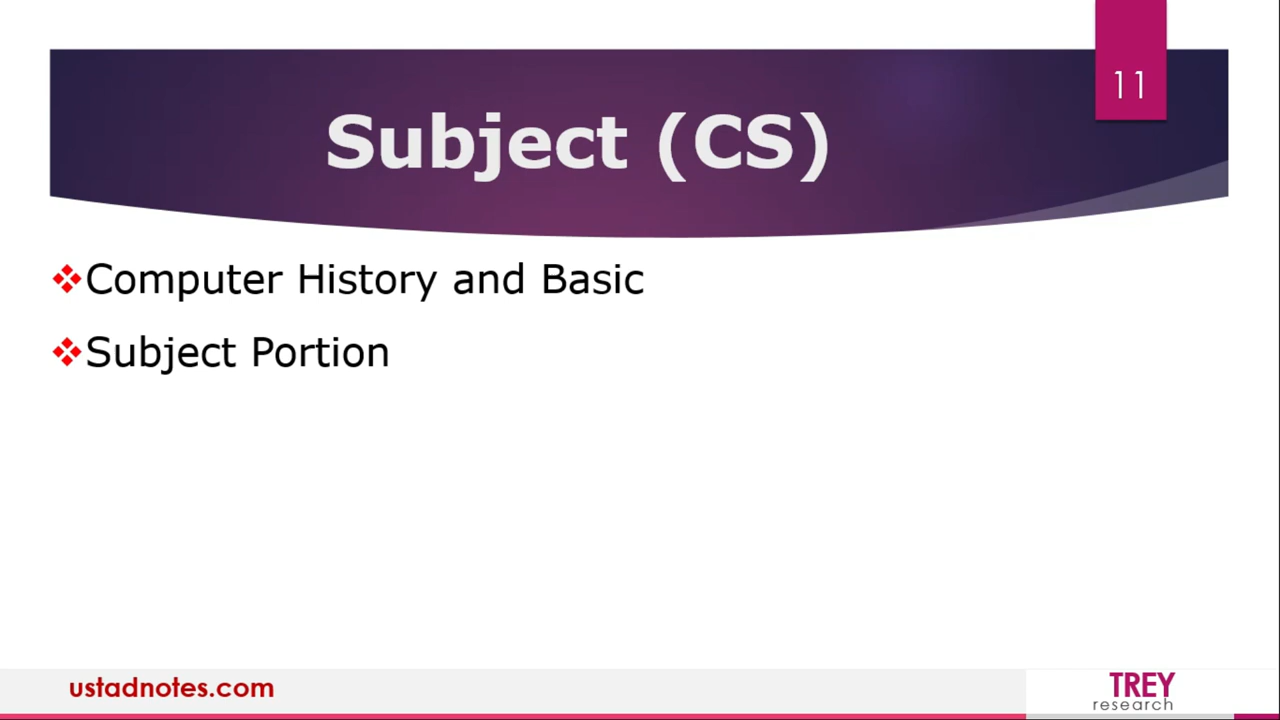 11
Subject (CS)
❖Computer History and Basic
❖Subject Portion
ustadnotes.com
TREY
research